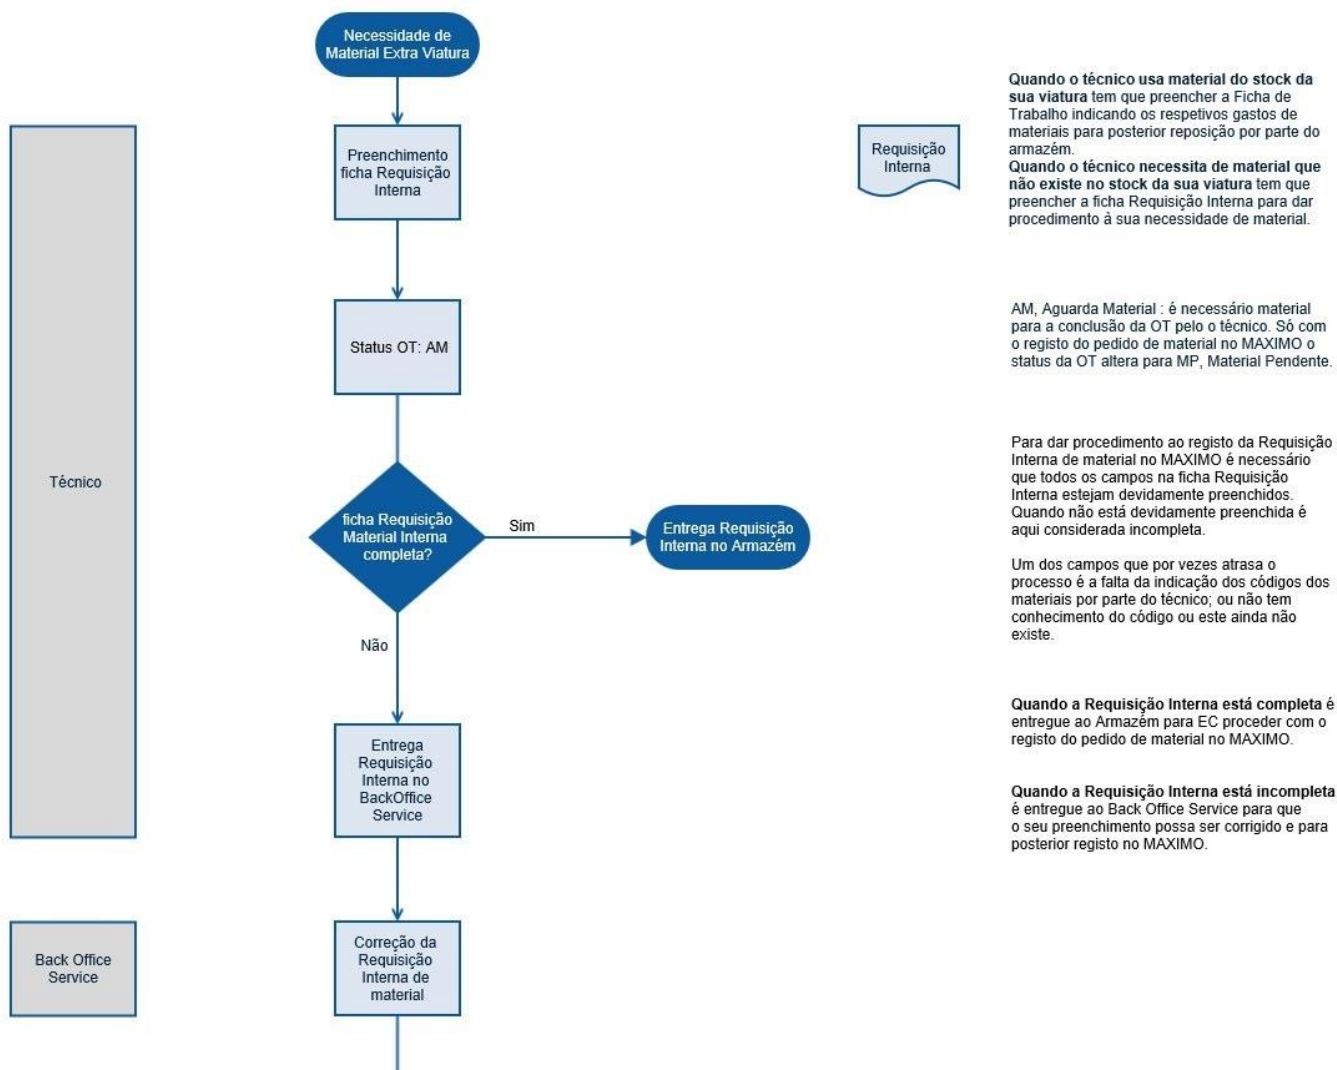 Necessidade de
Material Extra Viatura
Preenchimento
ficha Requisição
Interna
Requisição
Interna
Quando o técnico usa material do stock da
sua viatura tem que preencher a Ficha de
Trabalho indicando os respetivos gastos de
materiais para posterior reposição por parte do
armazém.
Quando o técnico necessita de material que
não existe no stock da sua viatura tem que
preencher a ficha Requisição Interna para dar
procedimento à sua necessidade de material.
Status OT: AM
AM, Aguarda Material : é necessário material
para a conclusão da OT pelo o técnico. Só com
o registo do pedido de material no MAXIMO o
status da OT altera para MP, Material Pendente.
Técnico
ficha Requisição
Material Interna
completa?
Sim
Entrega Requisição
Interna no Armazém
Para dar procedimento ao registo da Requisição
Interna de material no MAXIMO é necessário
que todos os campos na ficha Requisição
Interna estejam devidamente preenchidos.
Quando não está devidamente preenchida é
aqui considerada incompleta.
Um dos campos que por vezes atrasa o
processo é a falta da indicação dos códigos dos
materiais por parte do técnico; ou não tem
conhecimento do código ou este ainda não
existe.
Não
Entrega
Requisição
Interna no
BackOffice
Service
Quando a Requisição Interna está completa é
entregue ao Armazém para EC proceder com o
registo do pedido de material no MAXIMO.
Quando a Requisição Interna está incompleta
é entregue ao Back Office Service para que
o seu preenchimento possa ser corrigido e para
posterior registo no MAXIMO.
Back Office
Service
Correção da
Requisição
Interna de
material